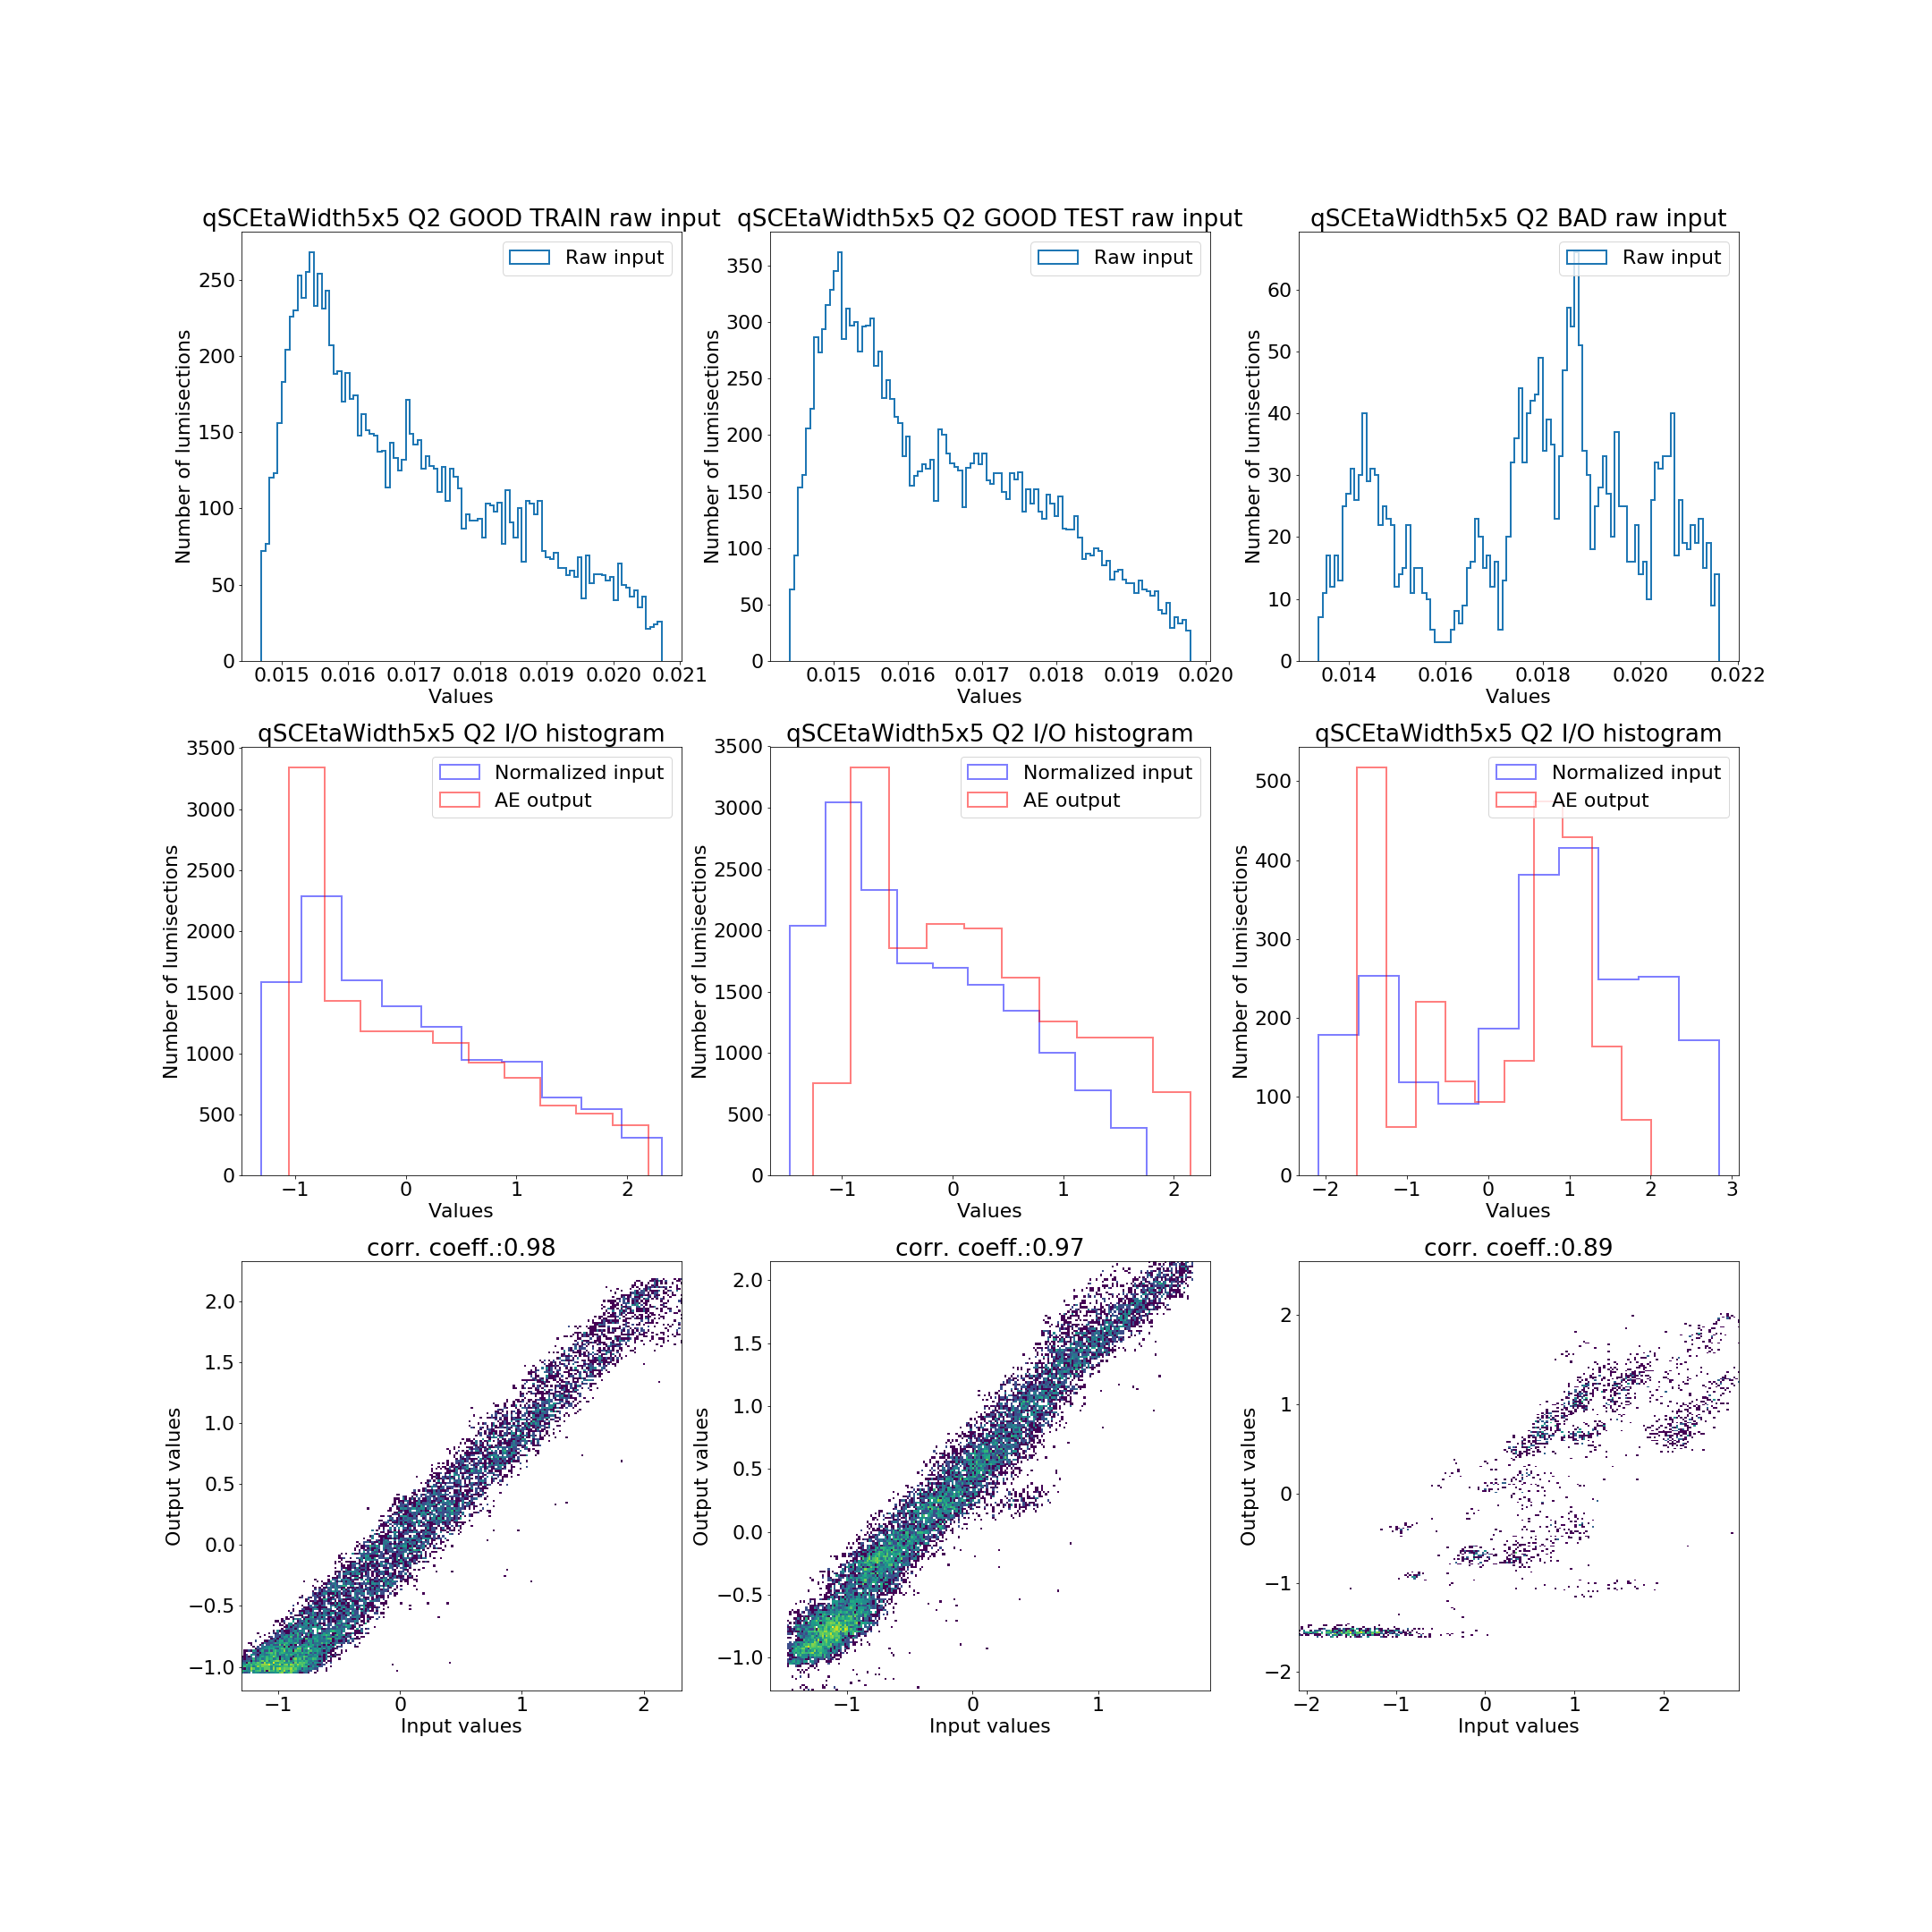 qSCEtaWidth5x5 Q2 GOOD TRAIN raw input
Raw input
Number of lumisections
250
200
150
100
50
0
0.015 0.016 0.017 0.018 0.019 0.020 0.021
Values
qSCEtaWidth5x5 Q2 GOOD TEST raw input
Raw input
Number of lumisections
350
300
250
200
150
100
50
0
0.015 0.016 0.017 0.018 0.019 0.020
Values
qSCEtaWidth5x5 Q2 BAD raw input
Raw input
Number of lumisections
60
50
40
30
20
10
0
0.014 0.016 0.018 0.020 0.022
Values
qSCEtaWidth5x5 Q2 I/O histogram
Normalized input
AE output
Number of lumisections
3500
3000
2500
2000
1500
1000
500
0
−1 0 1 2
Values
qSCEtaWidth5x5 Q2 I/O histogram
Normalized input
AE output
Number of lumisections
3500
3000
2500
2000
1500
1000
500
0
−1 0 1 2
Values
qSCEtaWidth5x5 Q2 I/O histogram
Normalized input
AE output
Number of lumisections
500
400
300
200
100
0
−2 −1 0 1 2 3
Values
corr. coeff.:0.98
Output values
2.0
1.5
1.0
0.5
0.0
−0.5
−1.0
−1 0 1 2
Input values
corr. coeff.:0.97
Output values
2.0
1.5
1.0
0.5
0.0
−0.5
−1.0
−1 0 1
Input values
corr. coeff.:0.89
Output values
2
1
0
−1
−2
−2 −1 0 1 2
Input values